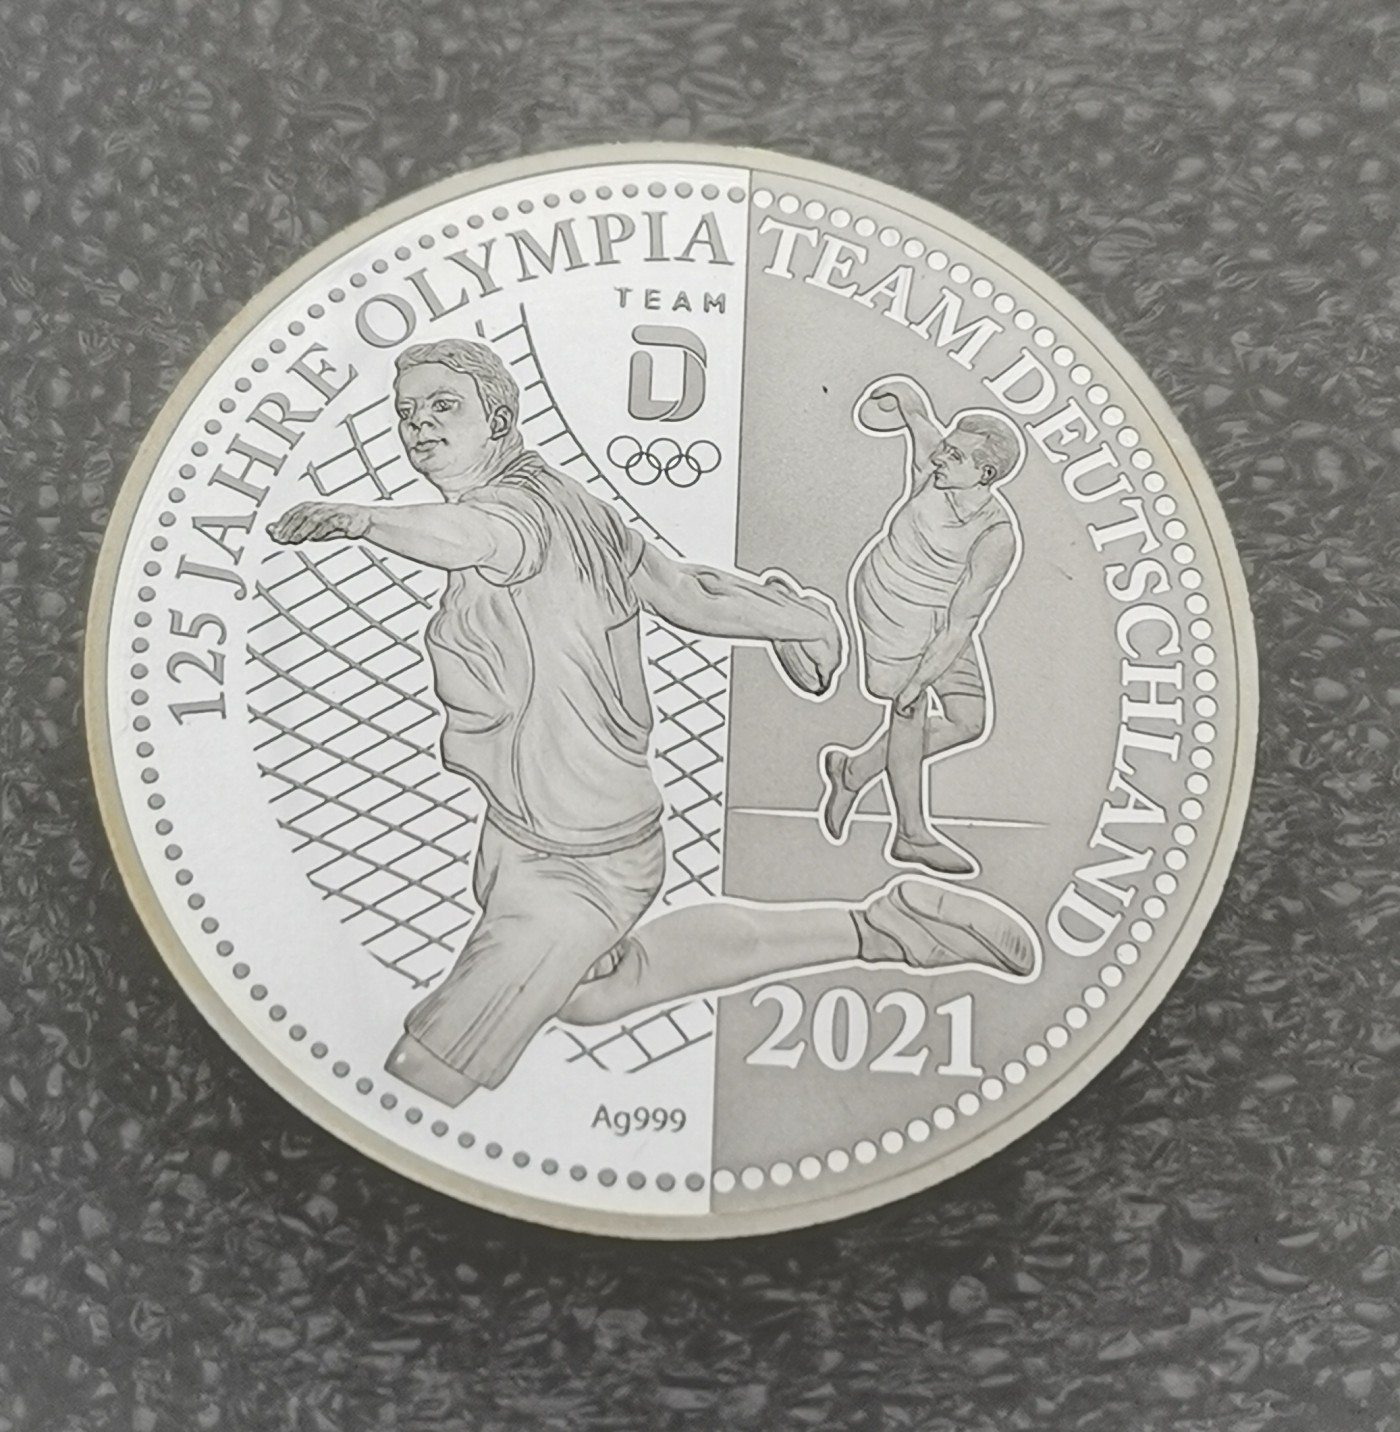 125 JAHRE OLYMPIA
TEAM DEUTSCHLAND
TEAM
D
2021
Ag999